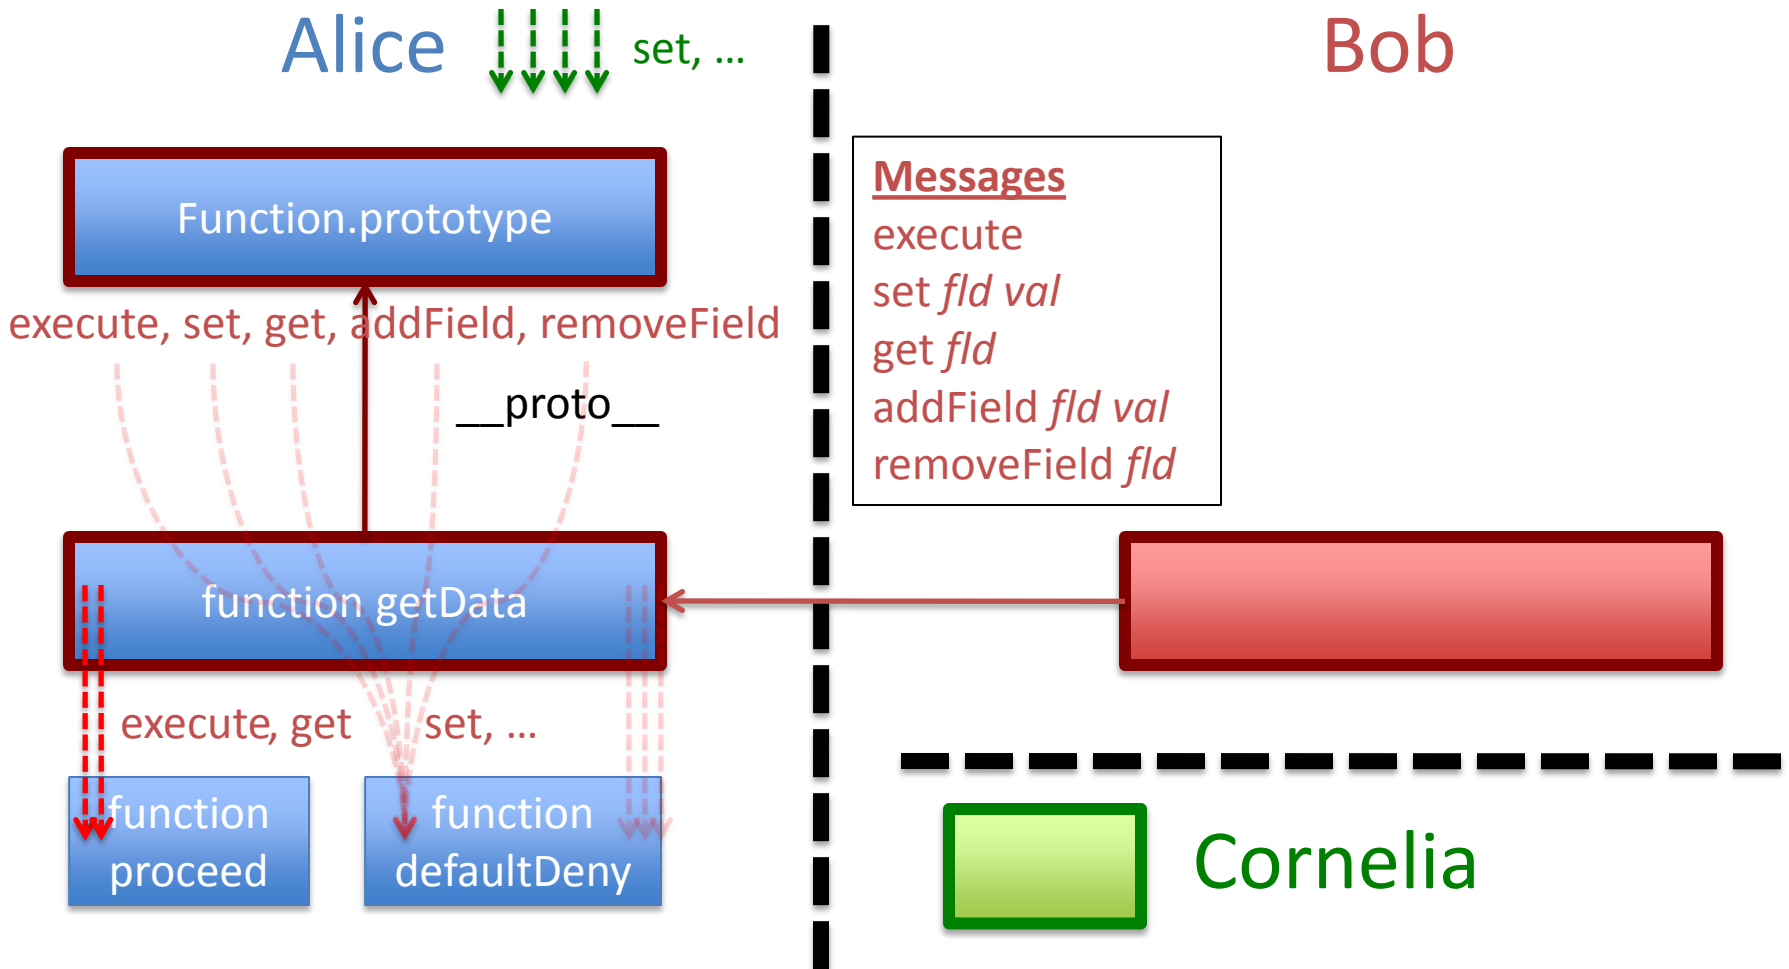 Alice
set, ...
Bob
Function.prototype
execute, set, get, addField, removeField
__proto__
Messages
execute
set fld val
get fld
addField fld val
removeField fld
function getData
execute, get
set, ...
function
proceed
function
defaultDeny
Cornelia